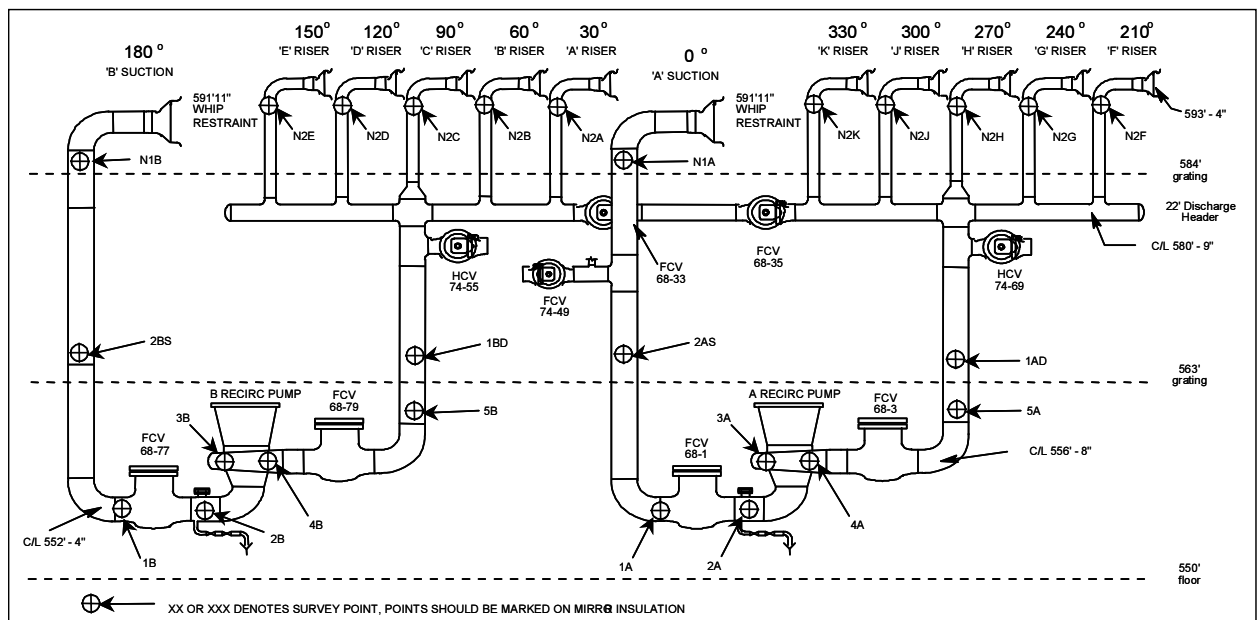 180 °
'B' SUCTION
150 °
'E' RISER
120 °
'D' RISER
90 °
'C' RISER
60 °
'B' RISER
30 °
'A' RISER
0 °
'A' SUCTION
330 °
'K' RISER
300 °
'J' RISER
270 °
'H' RISER
240 °
'G' RISER
210 °
'F' RISER
591'11"
WHIP
RESTRAINT
591'11"
WHIP
RESTRAINT
593' - 4"
N2E
N2D
N2C
N2B
N2A
N2K
N2J
N2H
N2G
N2F
N1B
N1A
584'
grating
22' Discharge
Header
C/L 580' - 9"
HCV
74-55
FCV
74-49
FCV
68-33
FCV
68-35
HCV
74-69
2BS
1BD
2AS
1AD
563'
grating
B RECIRC PUMP
FCV
68-79
5B
A RECIRC PUMP
FCV
68-3
5A
3B
FCV
68-77
3A
FCV
68-1
C/L 556' - 8"
C/L 552' - 4"
1B
2B
4B
1A
2A
4A
550'
floor
XX OR XXX DENOTES SURVEY POINT, POINTS SHOULD BE MARKED ON INSULATION